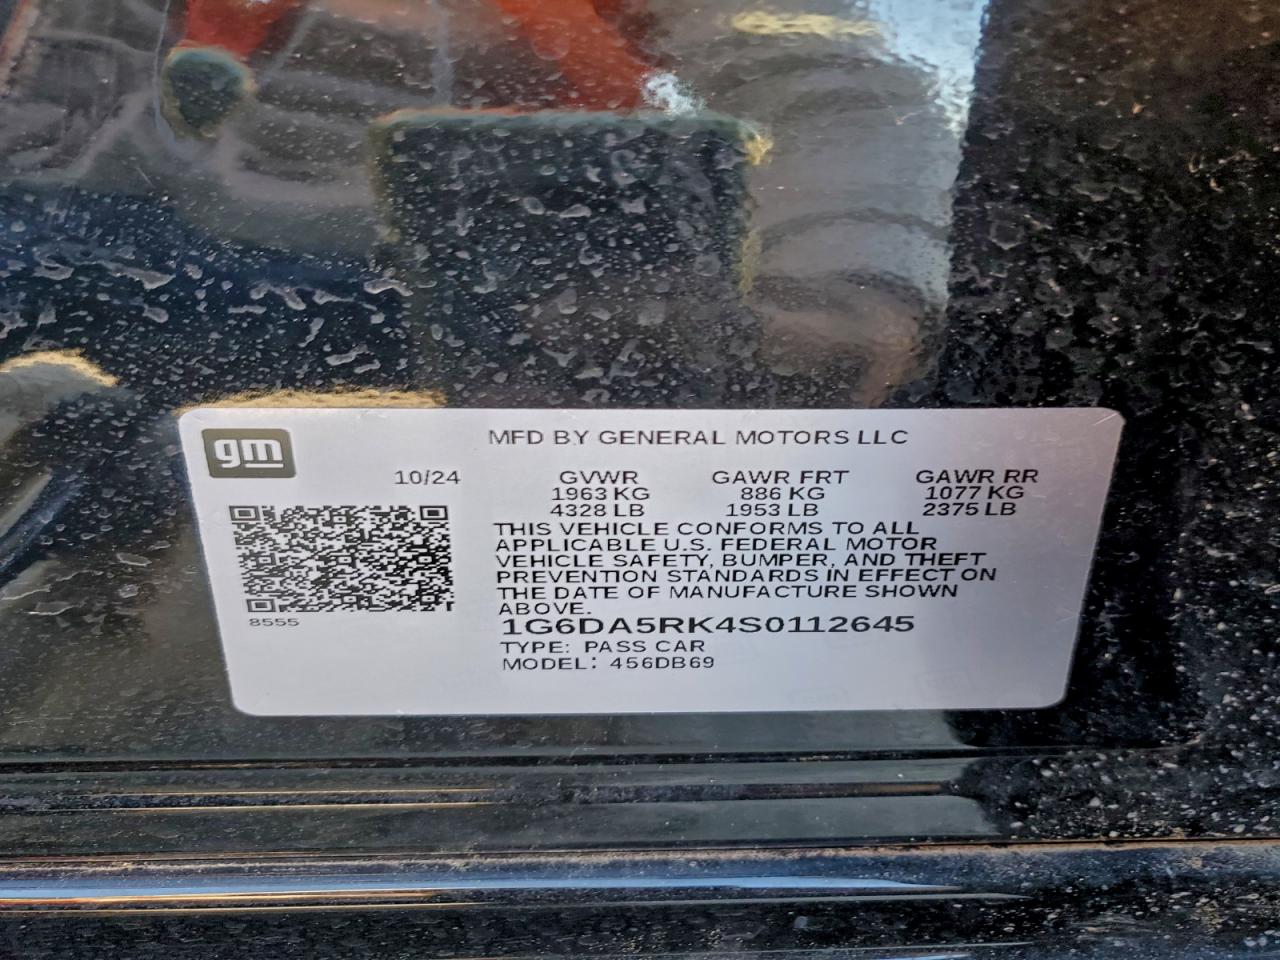 gm
MFD BY GENERAL MOTORS LLC
10/24 GVWR GAWR FRT GAWR RR
1963 KG 886 KG 1077 KG
4328 LB 1953 LB 2375 LB
THIS VEHICLE CONFORMS TO ALL
APPLICABLE U.S. FEDERAL MOTOR
VEHICLE SAFETY, BUMPER, AND THEFT
PREVENTION STANDARDS IN EFFECT ON
THE DATE OF MANUFACTURE SHOWN
ABOVE.
8555
1G6DA5RK4S0112645
TYPE: PASS CAR
MODEL: 456DB69